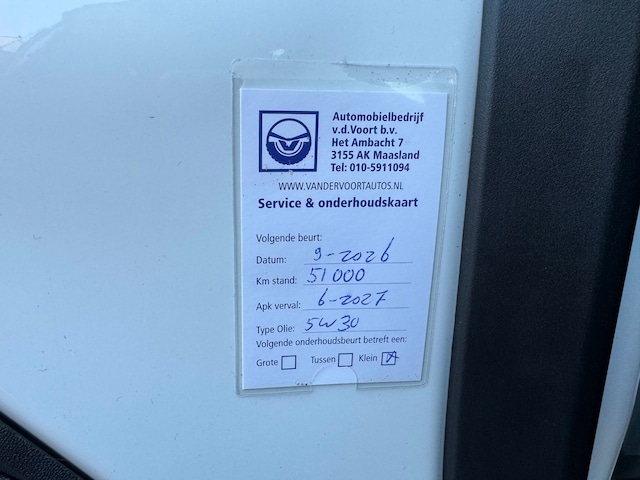 Automobielbedrijf
v.d.Voort b.v.
Het Ambacht 7
3155 AK Maasland
Tel: 010-5911094
WWW.VANDERVOORTAUTOS.NL
Service & onderhoudskaart
Volgende beurt:
Datum: 9-2026
Km stand: 51000
Apk verval: 6-2027
Type Olie: 5W30
Volgende onderhoudsbeurt betreft een:
Grote Tussen Klein